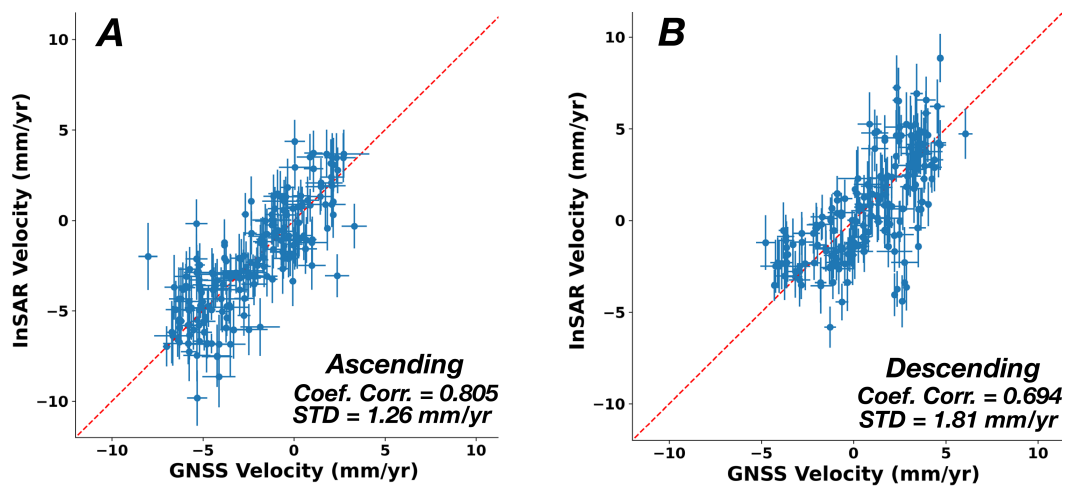 A
10
5
0
−5
−10
−10
−5
0
5
10
InSAR Velocity (mm/yr)
GNSS Velocity (mm/yr)
Ascending
Coef. Corr. = 0.805
STD = 1.26 mm/yr
B
10
5
0
−5
−10
−10
−5
0
5
10
InSAR Velocity (mm/yr)
GNSS Velocity (mm/yr)
Descending
Coef. Corr. = 0.694
STD = 1.81 mm/yr